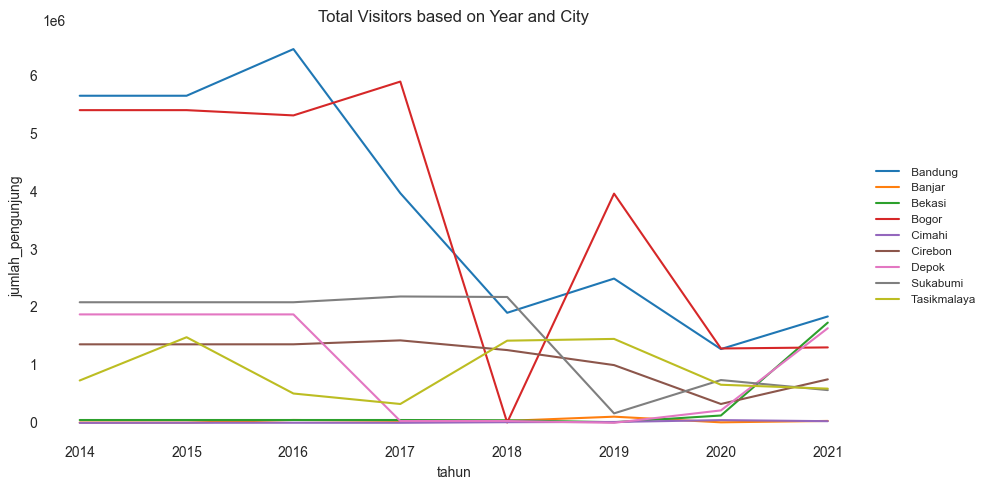 Total Visitors based on Year and City
1e6
6
5
4
3
2
1
0
jumlah_pengunjung
2014 2015 2016 2017 2018 2019 2020 2021
tahun
Bandung
Banjar
Bekasi
Bogor
Cimahi
Cirebon
Depok
Sukabumi
Tasikmalaya